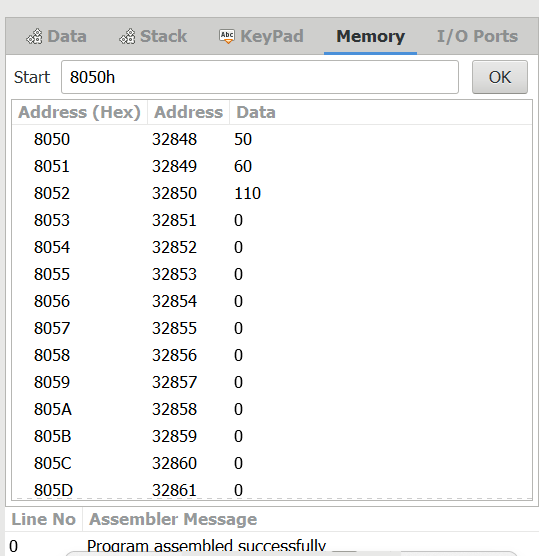 Data Stack Abc KeyPad Memory I/O Ports
Start 8050h OK
Address (Hex) Address Data
8050 32848 50
8051 32849 60
8052 32850 110
8053 32851 0
8054 32852 0
8055 32853 0
8056 32854 0
8057 32855 0
8058 32856 0
8059 32857 0
805A 32858 0
805B 32859 0
805C 32860 0
805D 32861 0
Line No Assembler Message
0 Program assembled successfully